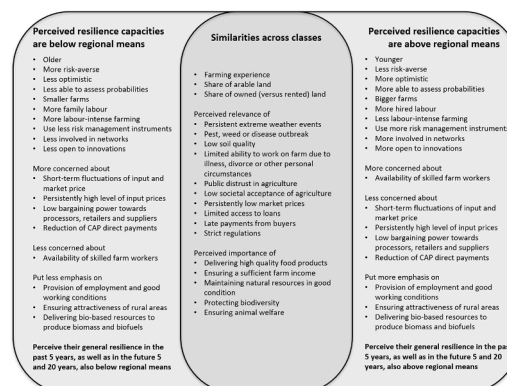 Perceived resilience capacities
are below regional means
• Older
• More risk-averse
• Less optimistic
• Less able to assess probabilities
• Smaller farms
• More family labour
• More labour-intense farming
• Use less risk management instruments
• Less involved in networks
• Less open to innovations
More concerned about
• Short-term fluctuations of input and
market price
• Persistently high level of input prices
• Low bargaining power towards
processors, retailers and suppliers
• Reduction of CAP direct payments
Less concerned about
• Availability of skilled farm workers
Put less emphasis on
• Provision of employment and good
working conditions
• Ensuring attractiveness of rural areas
• Delivering bio-based resources to
produce biomass and biofuels
Perceive their general resilience in the
past 5 years, as well as in the future 5
and 20 years, also below regional means
Similarities across classes
• Farming experience
• Share of arable land
• Share of owned (versus rented) land
Perceived relevance of
• Persistent extreme weather events
• Pest, weed or disease outbreak
• Low soil quality
• Limited ability to work on farm due to
illness, divorce or other personal
circumstances
• Public distrust in agriculture
• Low societal acceptance of agriculture
• Persistently low market prices
• Limited access to loans
• Late payments from buyers
• Strict regulations
Perceived importance of
• Delivering high quality food products
• Ensuring a sufficient farm income
• Maintaining natural resources in good
condition
• Protecting biodiversity
• Ensuring animal welfare
Perceived resilience capacities
are above regional means
• Younger
• Less risk-averse
• More optimistic
• More able to assess probabilities
• Bigger farms
• More hired labour
• Less labour-intense farming
• Use more risk management instruments
• More involved in networks
• More open to innovations
More concerned about
• Availability of skilled farm workers
Less concerned about
• Short-term fluctuations of input and
market price
• Persistently high level of input prices
• Low bargaining power towards
processors, retailers and suppliers
• Reduction of CAP direct payments
Put more emphasis on
• Provision of employment and good
working conditions
• Ensuring attractiveness of rural areas
• Delivering bio-based resources to
produce biomass and biofuels
Perceive their general resilience in the past
5 years, as well as in the future 5 and 20
years, also above regional means